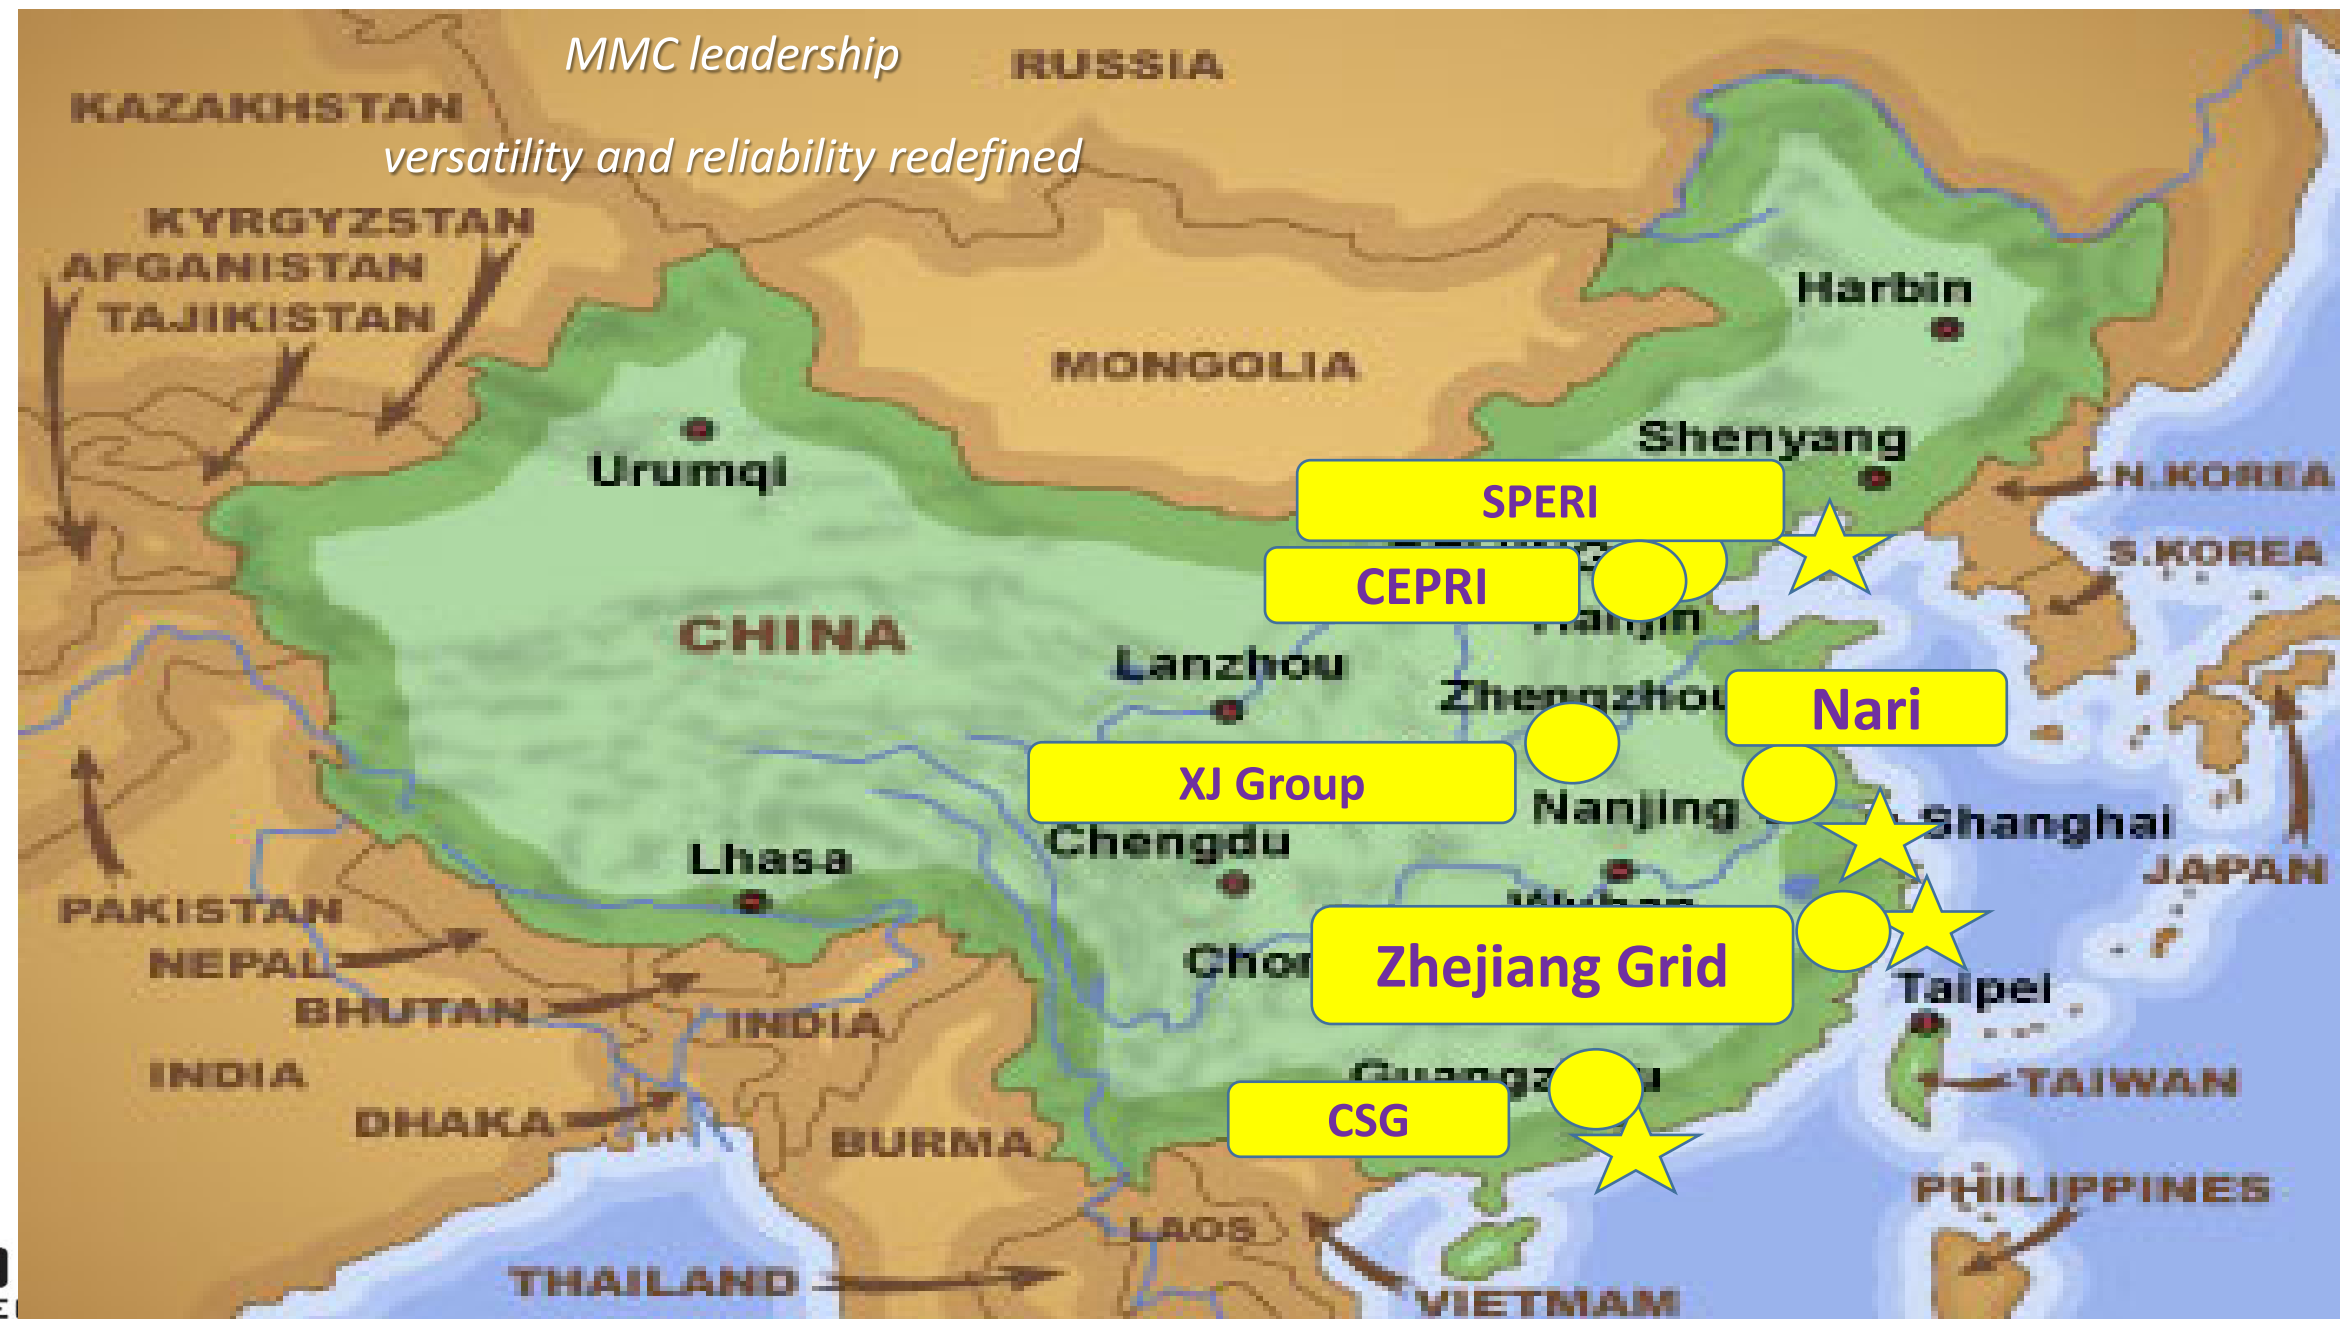 MMC leadership
RUSSIA
KAZAKHSTAN
versatility and reliability redefined
KYRGYZSTAN
AFGANISTAN
TAJIKISTAN
Harbin
MONGOLIA
Shenyang
Urumqi
N.KOREA
SPERI
S.KOREA
CEPRI
CHINA
Lanzhou
Zhengzhou
Nari
XJ Group
Nanjing
Shanghai
Chengdu
Lhasa
JAPAN
PAKISTAN
NEPAL
Zhejiang Grid
Taipei
BHUTAN
INDIA
INDIA
TAIWAN
DHAKA
CSG
BURMA
PHILIPPINES
LAOS
THAILAND
VIETMAM